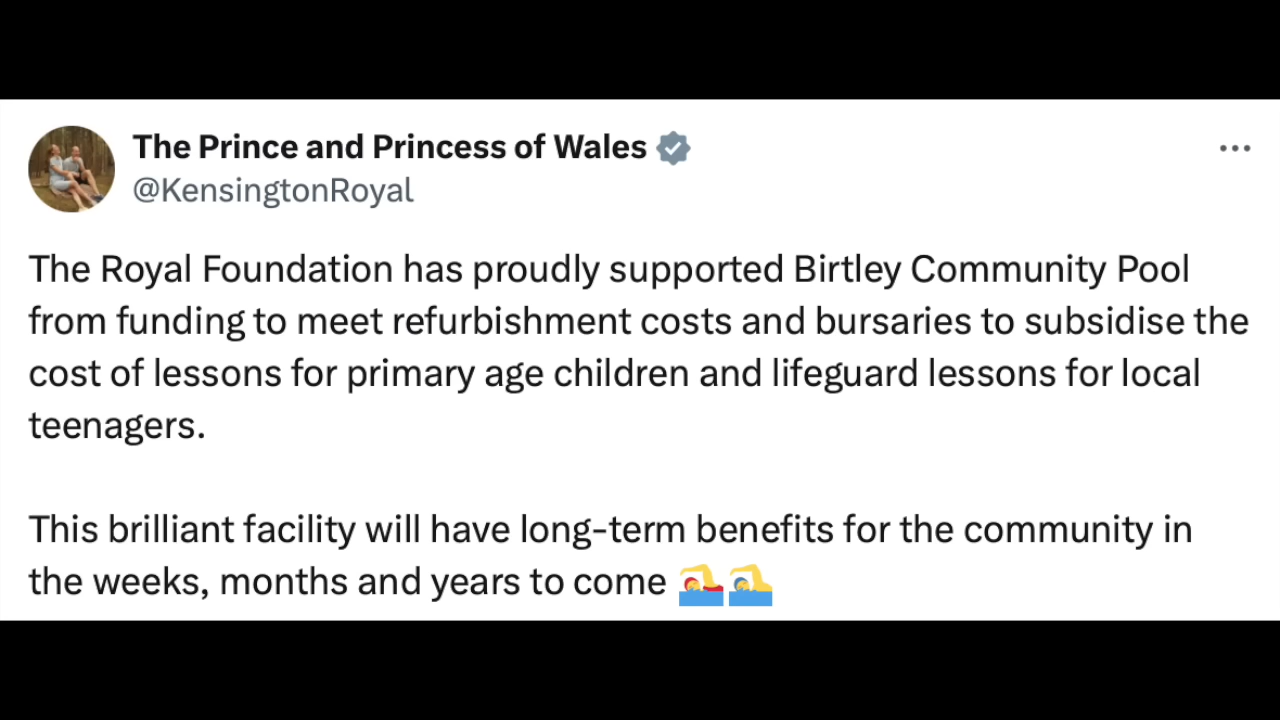 The Prince and Princess of Wales
@KensingtonRoyal
The Royal Foundation has proudly supported Birtley Community Pool
from funding to meet refurbishment costs and bursaries to subsidise the
cost of lessons for primary age children and lifeguard lessons for local
teenagers.
This brilliant facility will have long-term benefits for the community in
the weeks, months and years to come 🏊‍♀️🏊‍♂️